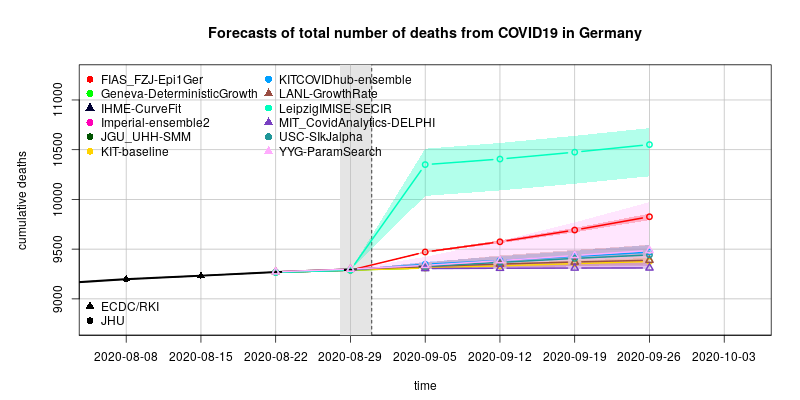 Forecasts of total number of deaths from COVID19 in Germany
FIAS_FZJ-Epi1Ger
Geneva-DeterministicGrowth
IHME-CurveFit
Imperial-ensemble2
JGU_UHH-SMM
KIT-baseline
KITCOVIDhub-ensemble
LANL-GrowthRate
LeipzigIMISE-SECIR
MIT_CovidAnalytics-DELPHI
USC-SIkJalpha
YYG-ParamSearch
cumulative deaths
11000
10500
10000
9500
9000
ECDC/RKI
JHU
2020-08-08 2020-08-15 2020-08-22 2020-08-29 2020-09-05 2020-09-12 2020-09-19 2020-09-26 2020-10-03
time